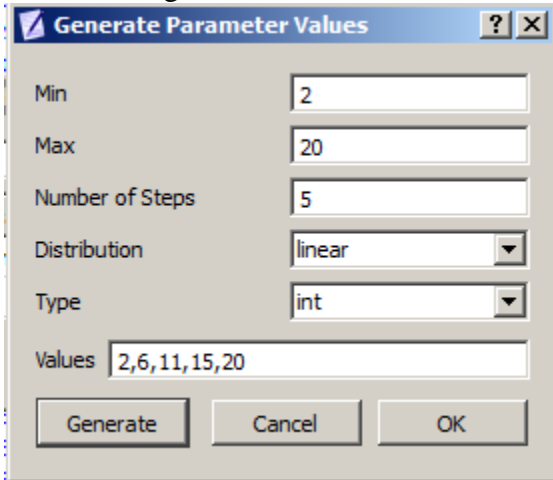 Generate Parameter Values
Min 2
Max 20
Number of Steps 5
Distribution linear
Type int
Values 2,6,11,15,20
Generate Cancel OK